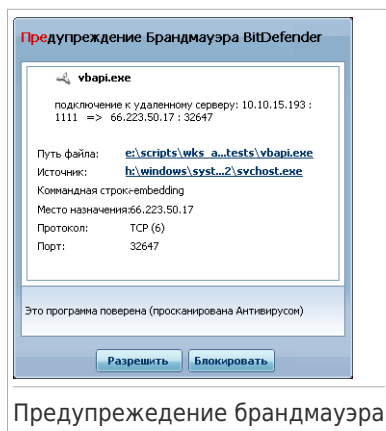 Предупреждение Брандмауэра BitDefender
vbapi.exe
подключение к удаленному серверу: 10.10.15.193 :
1111 => 66.223.50.17 : 32647
Путь файла: e:\scripts\wks_a...tests\vbapi.exe
Источник: h:\windows\syst...2\svchost.exe
Коммандная строка-embedding
Место назначения:66.223.50.17
Протокол: TCP (6)
Порт: 32647
Это программа поверена (просканирована Антивирусом)
Разрешить Блокировать
Предупрежедение брандмауэра